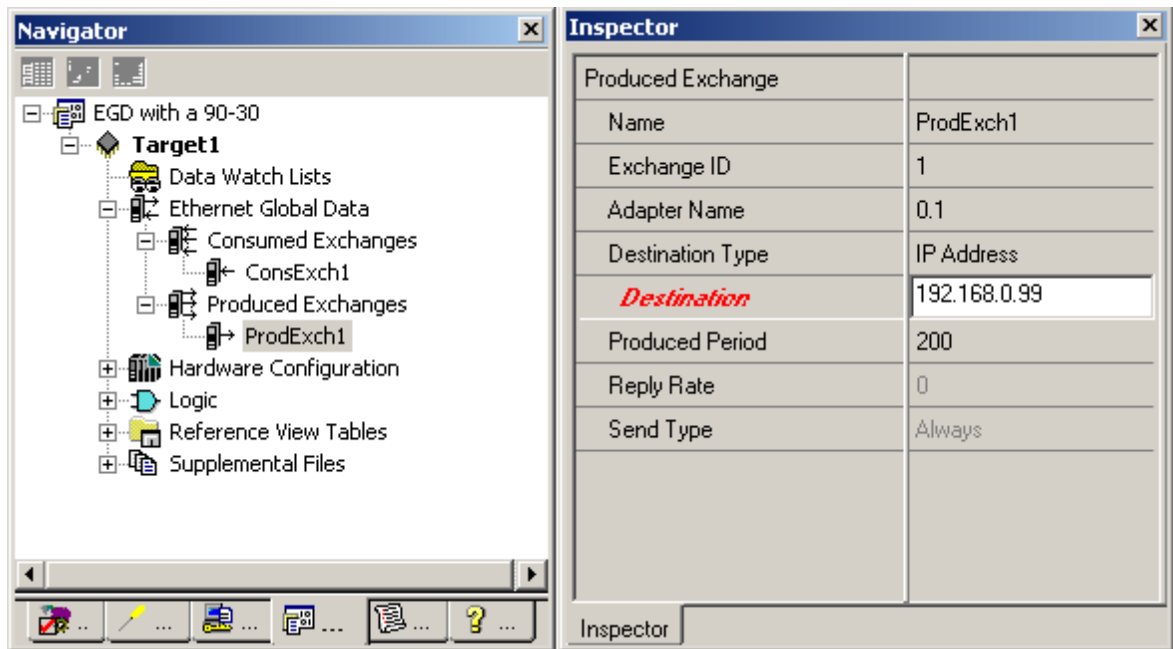 Navigator
EGD with a 90-30
Target1
Data Watch Lists
Ethernet Global Data
Consumed Exchanges
ConsExch1
Produced Exchanges
ProdExch1
Hardware Configuration
Logic
Reference View Tables
Supplemental Files
.. ... ... ... ... ...
Inspector
Produced Exchange
Name ProdExch1
Exchange ID 1
Adapter Name 0.1
Destination Type IP Address
Destination 192.168.0.99
Produced Period 200
Reply Rate 0
Send Type Always
Inspector